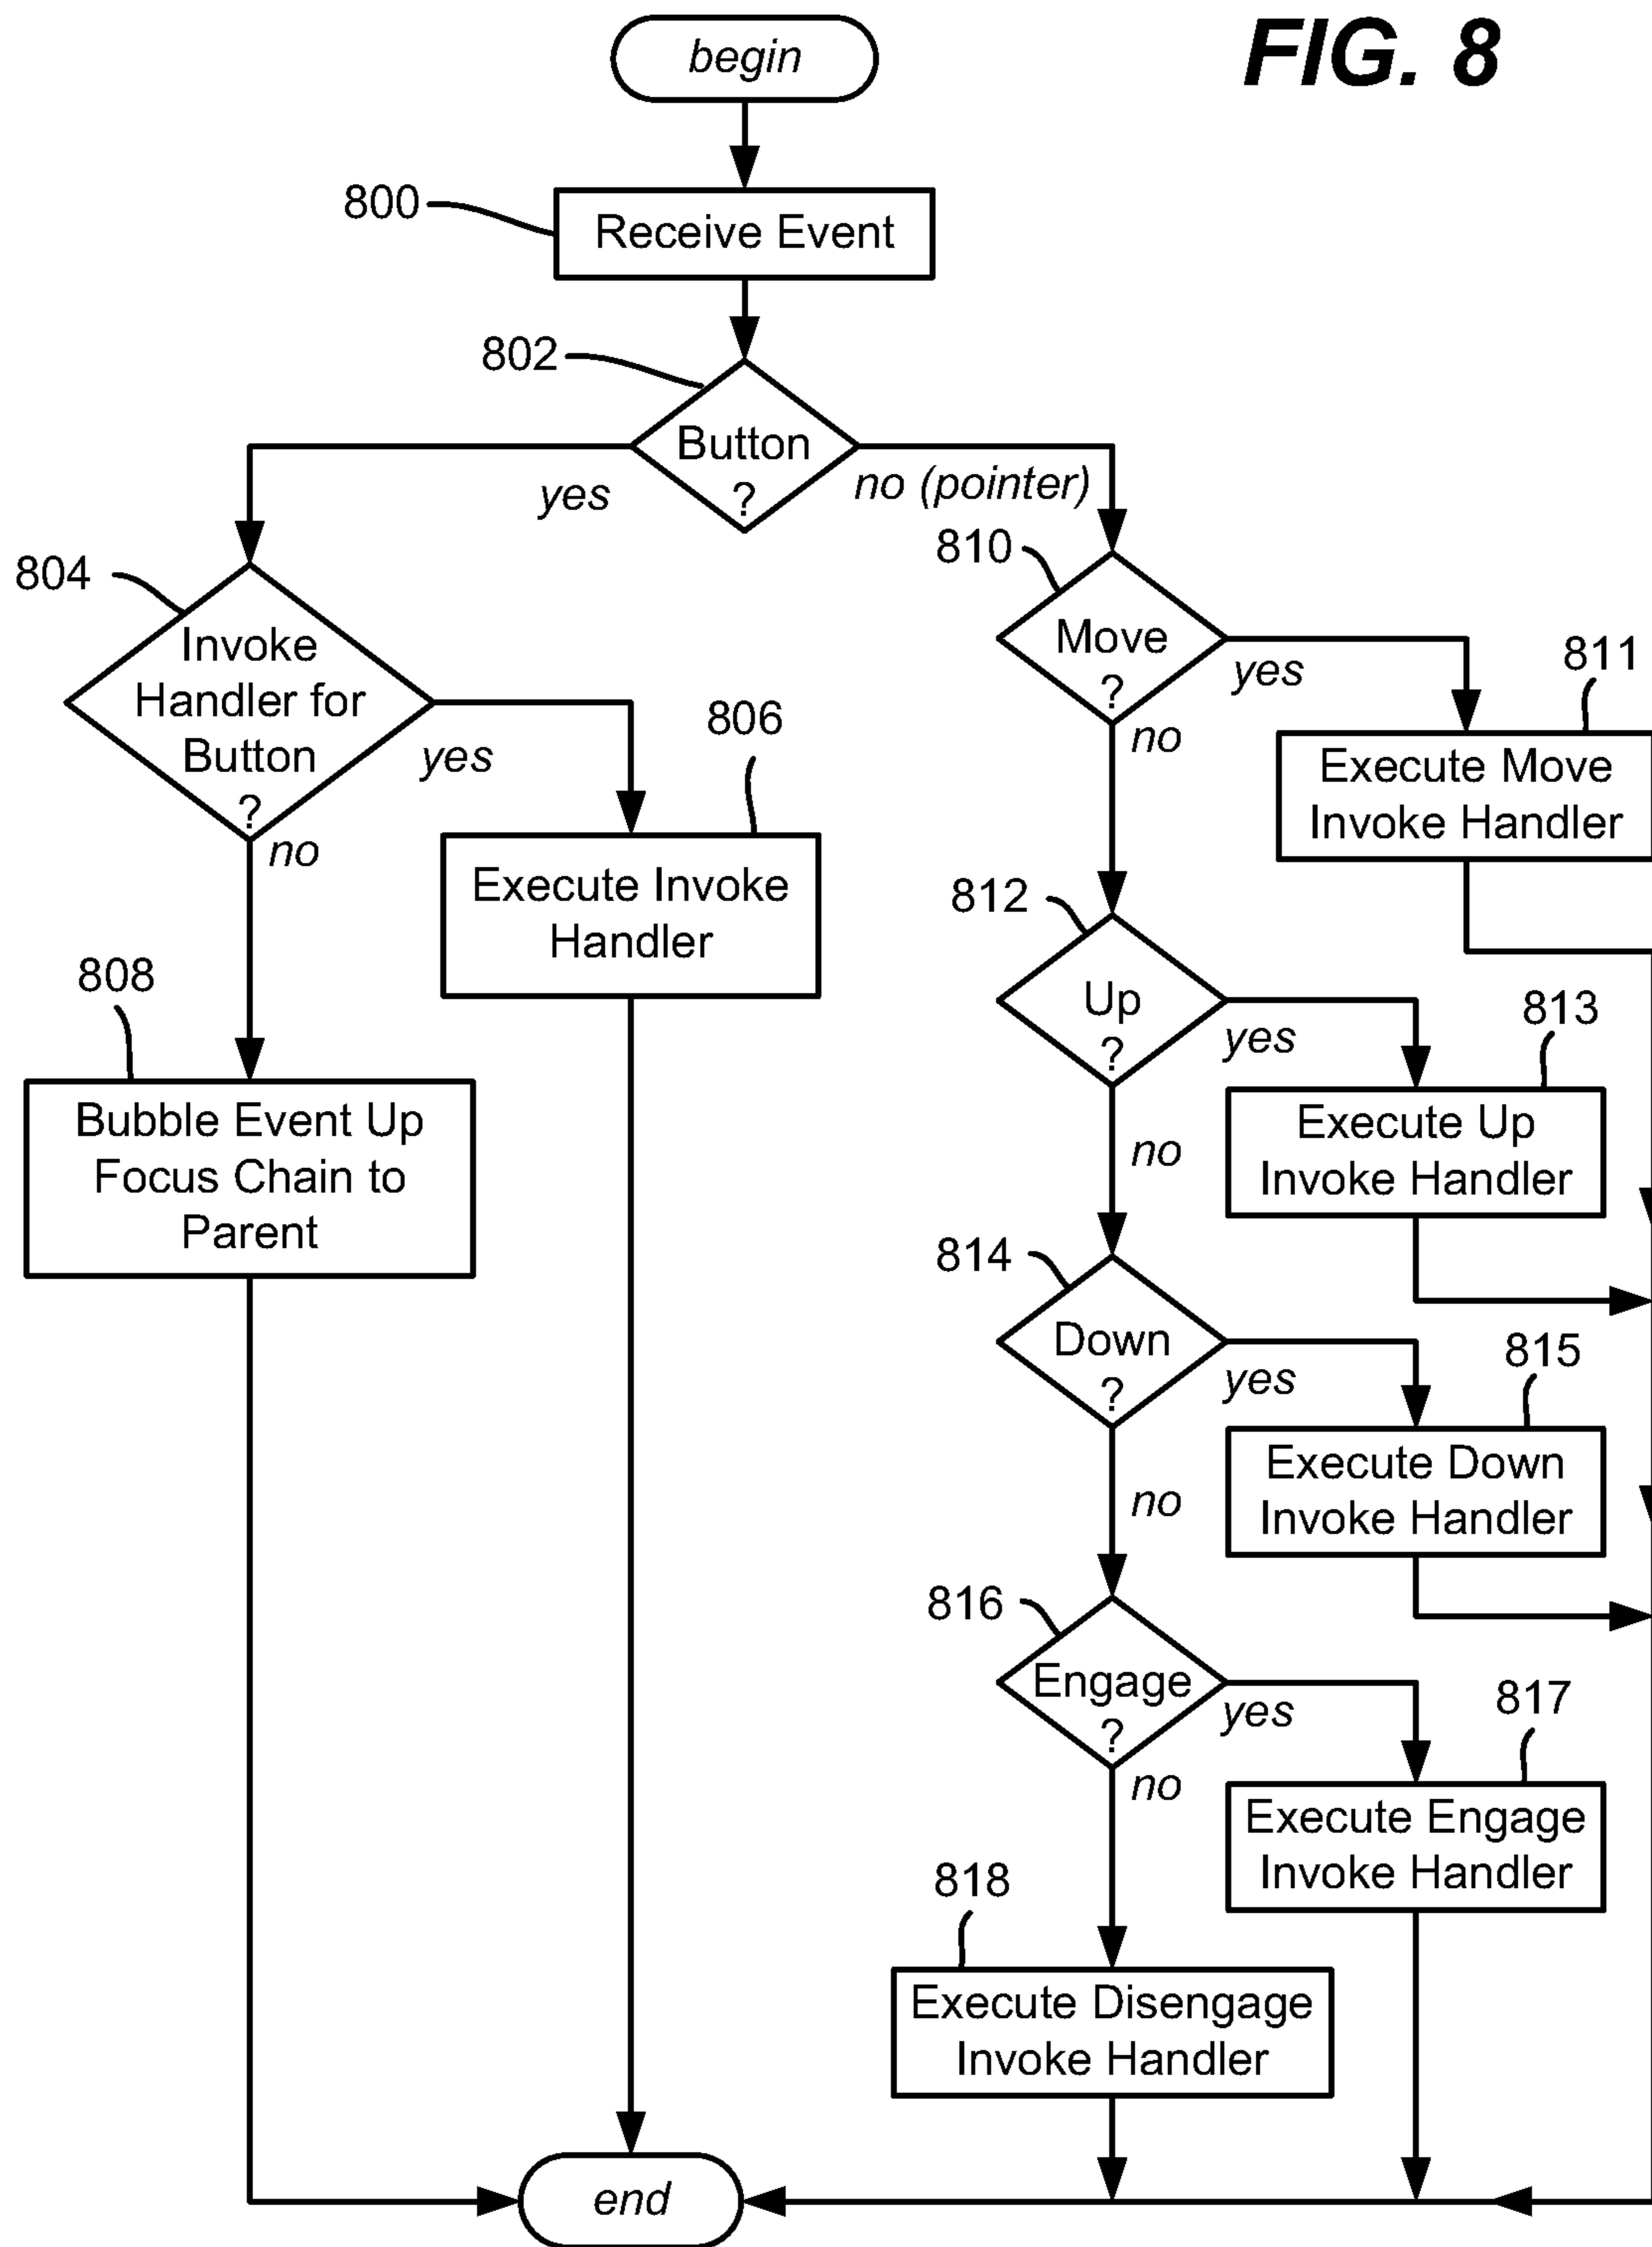 FIG. 8
begin
800
Receive Event
802
Button
?
yes
no (pointer)
804
Invoke
Handler for
Button
?
yes
no
806
Execute Invoke
Handler
808
Bubble Event Up
Focus Chain to
Parent
810
Move
?
yes
no
811
Execute Move
Invoke Handler
812
Up
?
yes
no
813
Execute Up
Invoke Handler
814
Down
?
yes
no
815
Execute Down
Invoke Handler
816
Engage
?
yes
no
817
Execute Engage
Invoke Handler
818
Execute Disengage
Invoke Handler
end